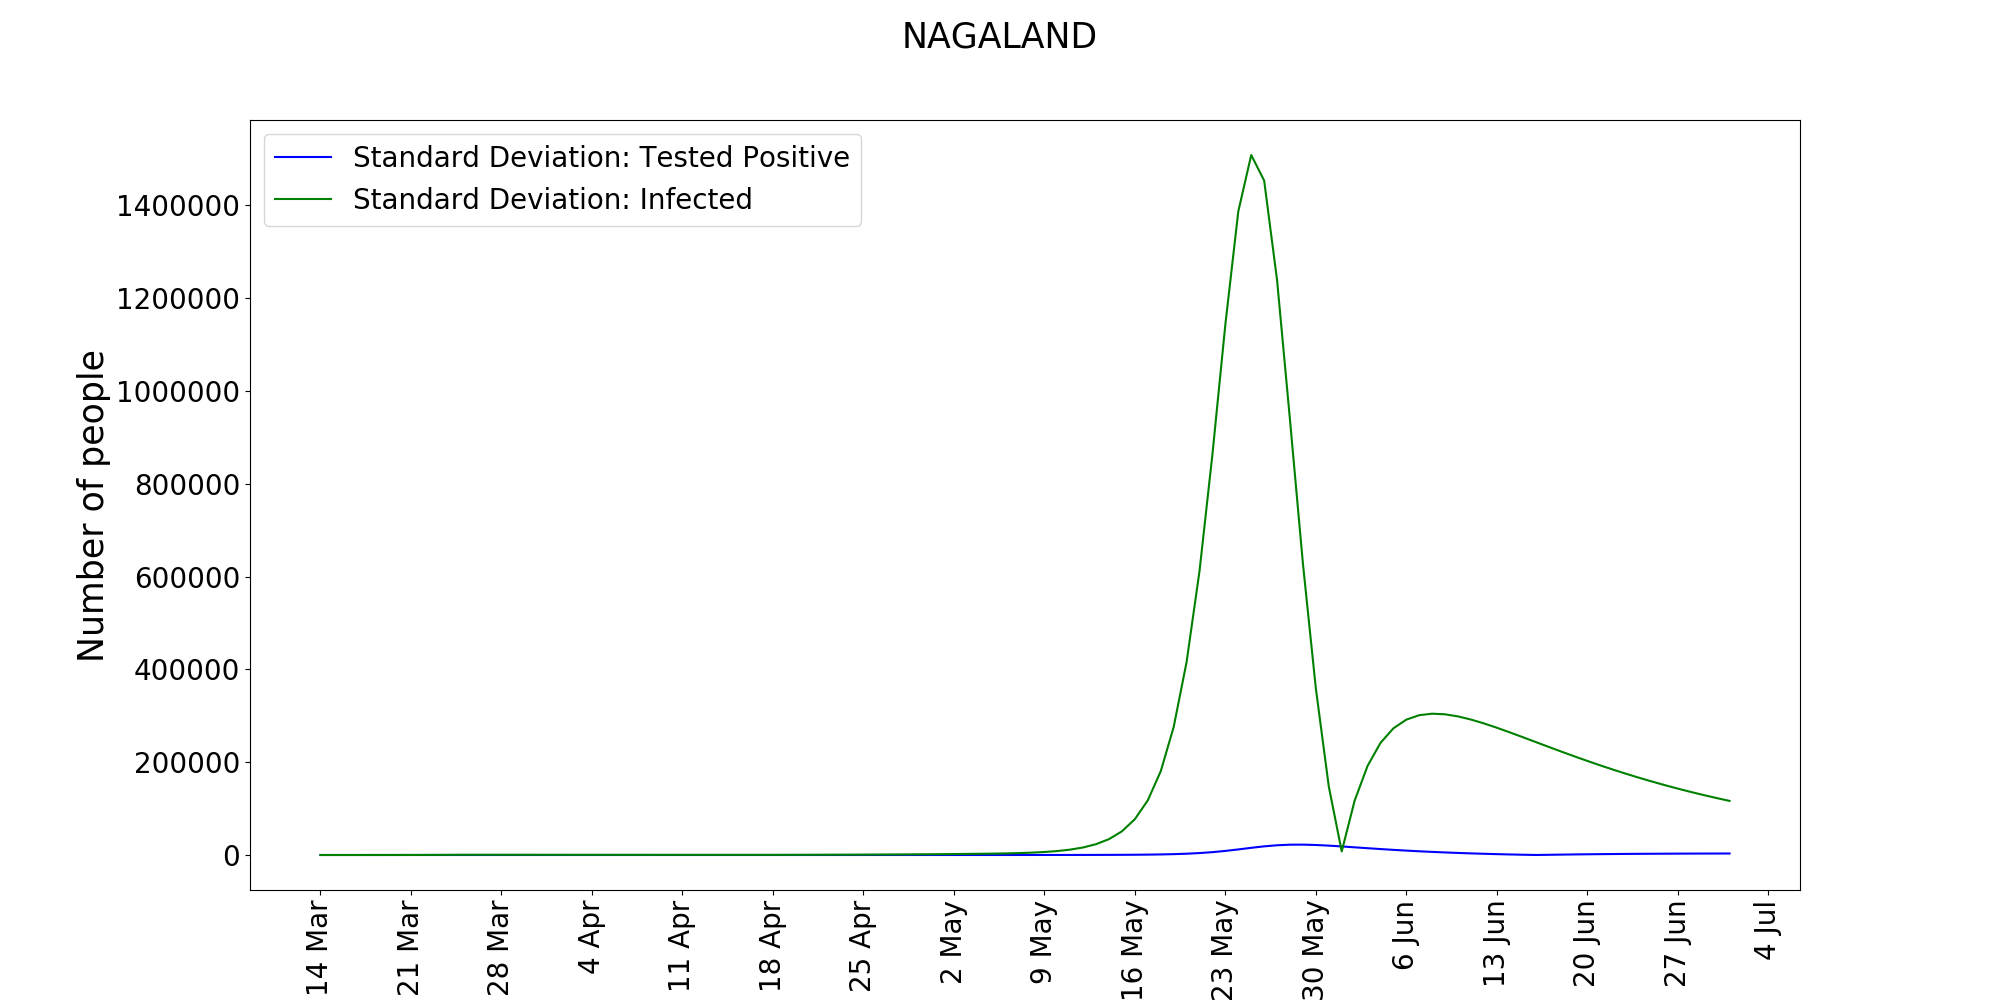 NAGALAND
Standard Deviation: Tested Positive
Standard Deviation: Infected
Number of people
1400000
1200000
1000000
800000
600000
400000
200000
0
14 Mar
21 Mar
28 Mar
4 Apr
11 Apr
18 Apr
25 Apr
2 May
9 May
16 May
23 May
30 May
6 Jun
13 Jun
20 Jun
27 Jun
4 Jul